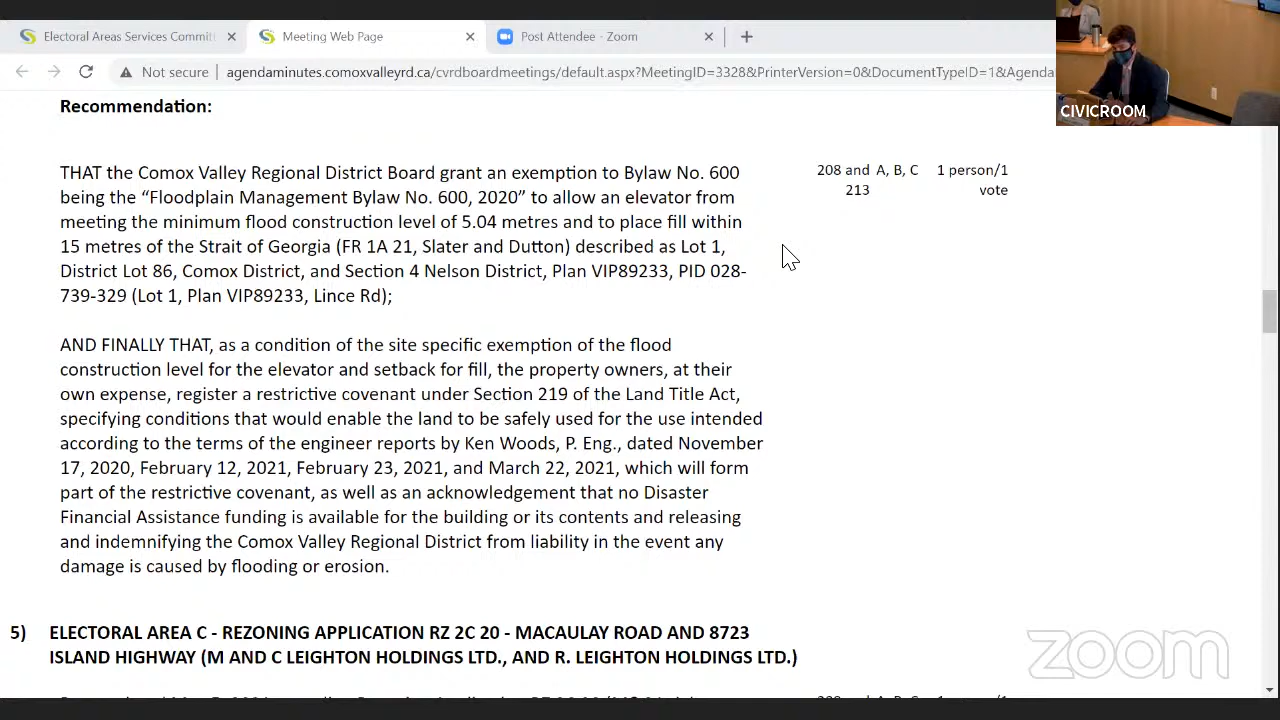 Electoral Areas Services Committ
Meeting Web Page
Post Attendee - Zoom
Not secure
agendaminutes.comoxvalleyrd.ca/cvrdboardmeetings/default.aspx?MeetingID=3328&PrinterVersion=0&DocumentTypeID=1&Agenda
CIVICROOM
Recommendation:
THAT the Comox Valley Regional District Board grant an exemption to Bylaw No. 600
being the “Floodplain Management Bylaw No. 600, 2020” to allow an elevator from
meeting the minimum flood construction level of 5.04 metres and to place fill within
15 metres of the Strait of Georgia (FR 1A 21, Slater and Dutton) described as Lot 1,
District Lot 86, Comox District, and Section 4 Nelson District, Plan VIP89233, PID 028-
739-329 (Lot 1, Plan VIP89233, Lince Rd);
208 and A, B, C 1 person/1
213 vote
AND FINALLY THAT, as a condition of the site specific exemption of the flood
construction level for the elevator and setback for fill, the property owners, at their
own expense, register a restrictive covenant under Section 219 of the Land Title Act,
specifying conditions that would enable the land to be safely used for the use intended
according to the terms of the engineer reports by Ken Woods, P. Eng., dated November
17, 2020, February 12, 2021, February 23, 2021, and March 22, 2021, which will form
part of the restrictive covenant, as well as an acknowledgement that no Disaster
Financial Assistance funding is available for the building or its contents and releasing
and indemnifying the Comox Valley Regional District from liability in the event any
damage is caused by flooding or erosion.
5) ELECTORAL AREA C - REZONING APPLICATION RZ 2C 20 - MACAULAY ROAD AND 8723
ISLAND HIGHWAY (M AND C LEIGHTON HOLDINGS LTD., AND R. LEIGHTON HOLDINGS LTD.)
zoom